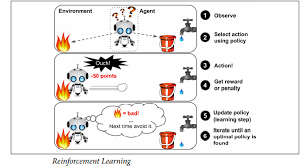 Environment
Agent
? ? ?
1 Observe
2 Select action
using policy
Ouch!
-50 points
3 Action!
4 Get reward
or penalty
= bad!
...
Next time avoid it.
5 Update policy
(learning step)
6 Iterate until an
optimal policy is
found
Reinforcement Learning